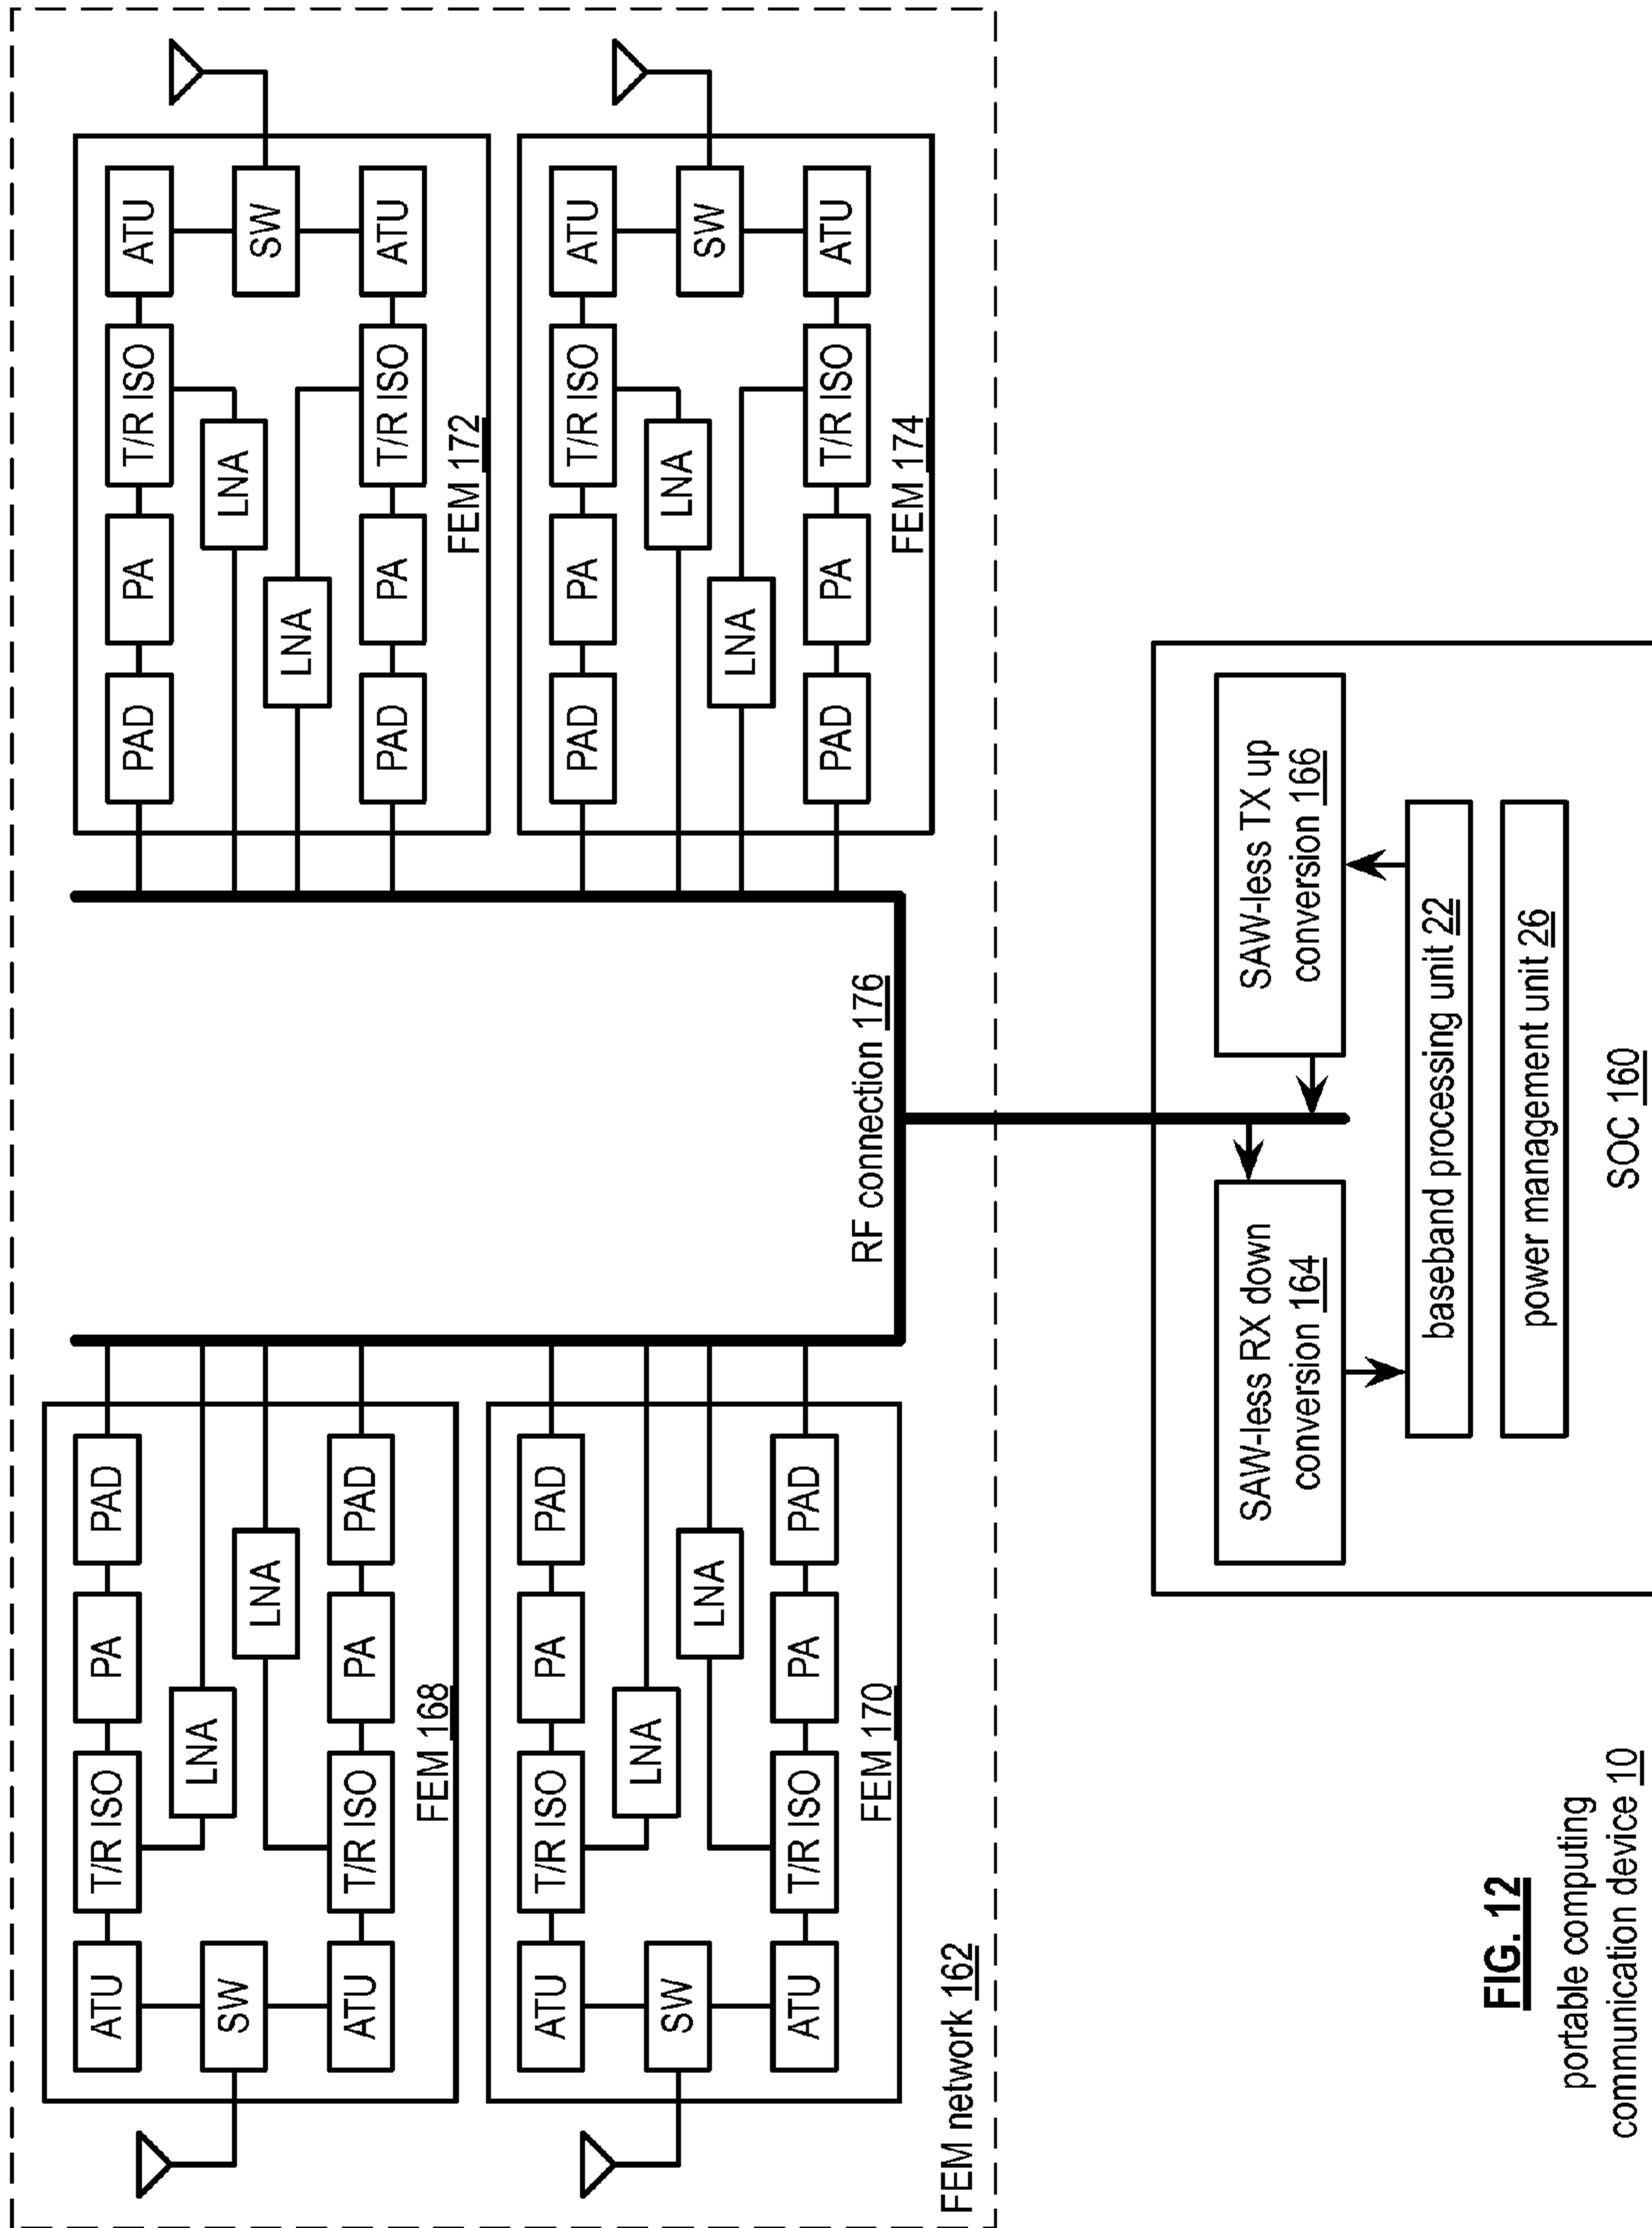 ATU
T/R ISO
PA
PAD
LNA
SW
LNA
ATU
T/R ISO
PA
PAD
FEM 168
PAD
PA
T/R ISO
ATU
LNA
SW
LNA
PAD
PA
T/R ISO
ATU
FEM 172
ATU
T/R ISO
PA
PAD
LNA
SW
LNA
ATU
T/R ISO
PA
PAD
FEM 170
PAD
PA
T/R ISO
ATU
LNA
SW
LNA
PAD
PA
T/R ISO
ATU
FEM 174
RF connection 176
FEM network 162
SAW-less RX down
conversion 164
SAW-less TX up
conversion 166
baseband processing unit 22
power management unit 26
SOC 160
FIG. 12
portable computing
communication device 10